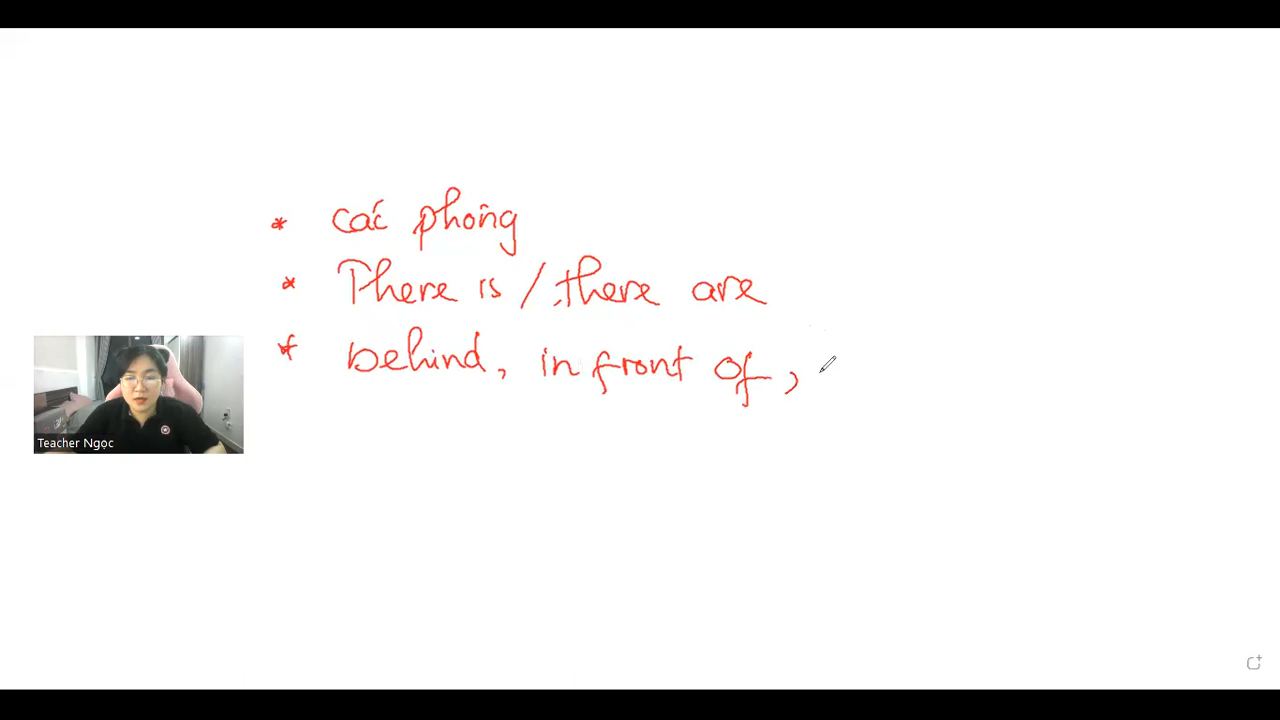 * các phòng
* There is / there are
* behind, in front of,
Teacher Ngọc